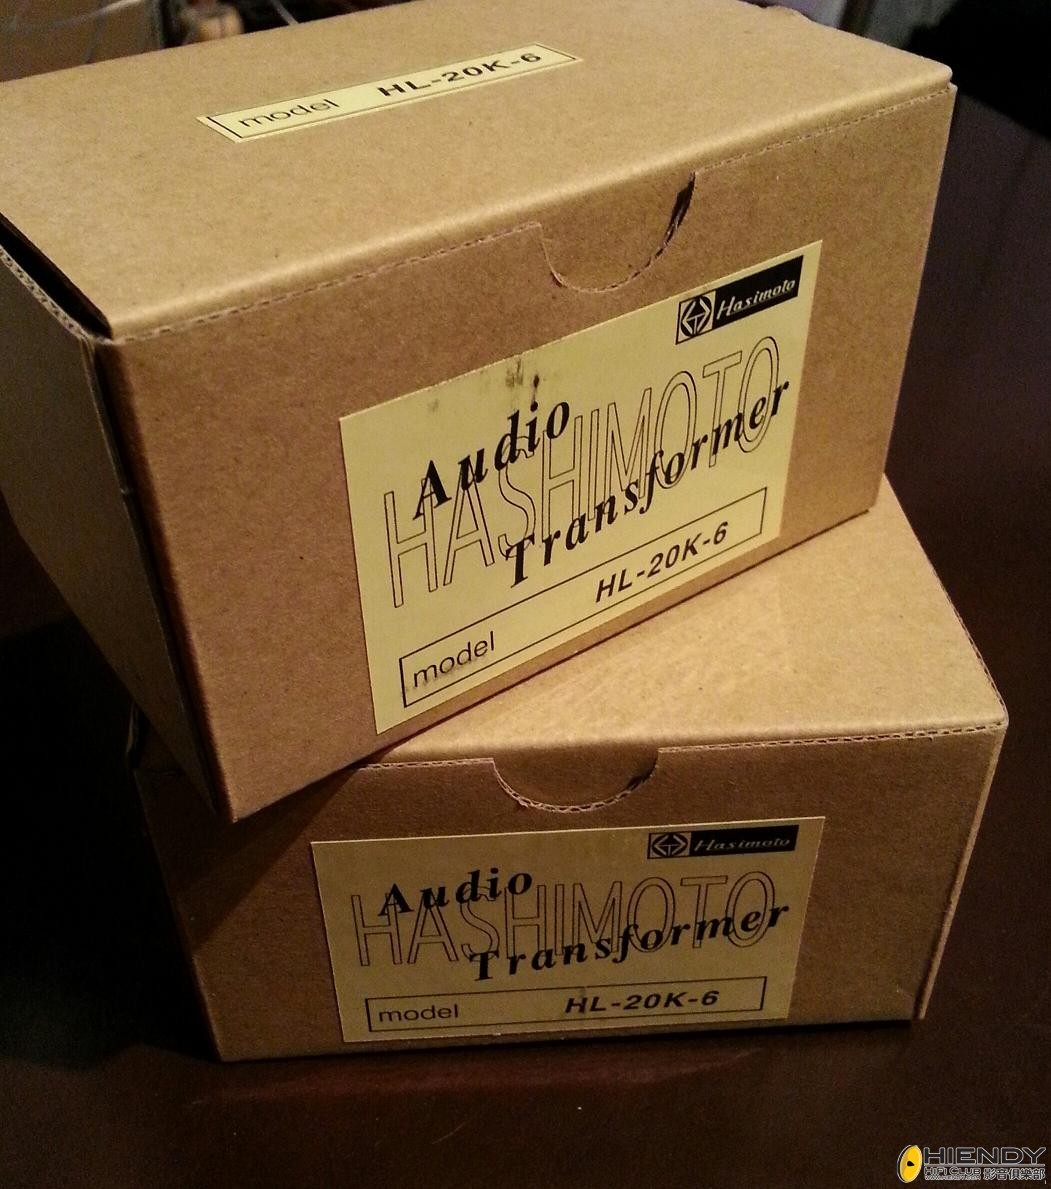 model HL-20K-6
Hasimoto
HASHIMOTO
Audio
Transformer
model HL-20K-6
Hasimoto
HASHIMOTO
Audio
Transformer
model HL-20K-6
HIENDY
HIFI CLUB 影音俱樂部